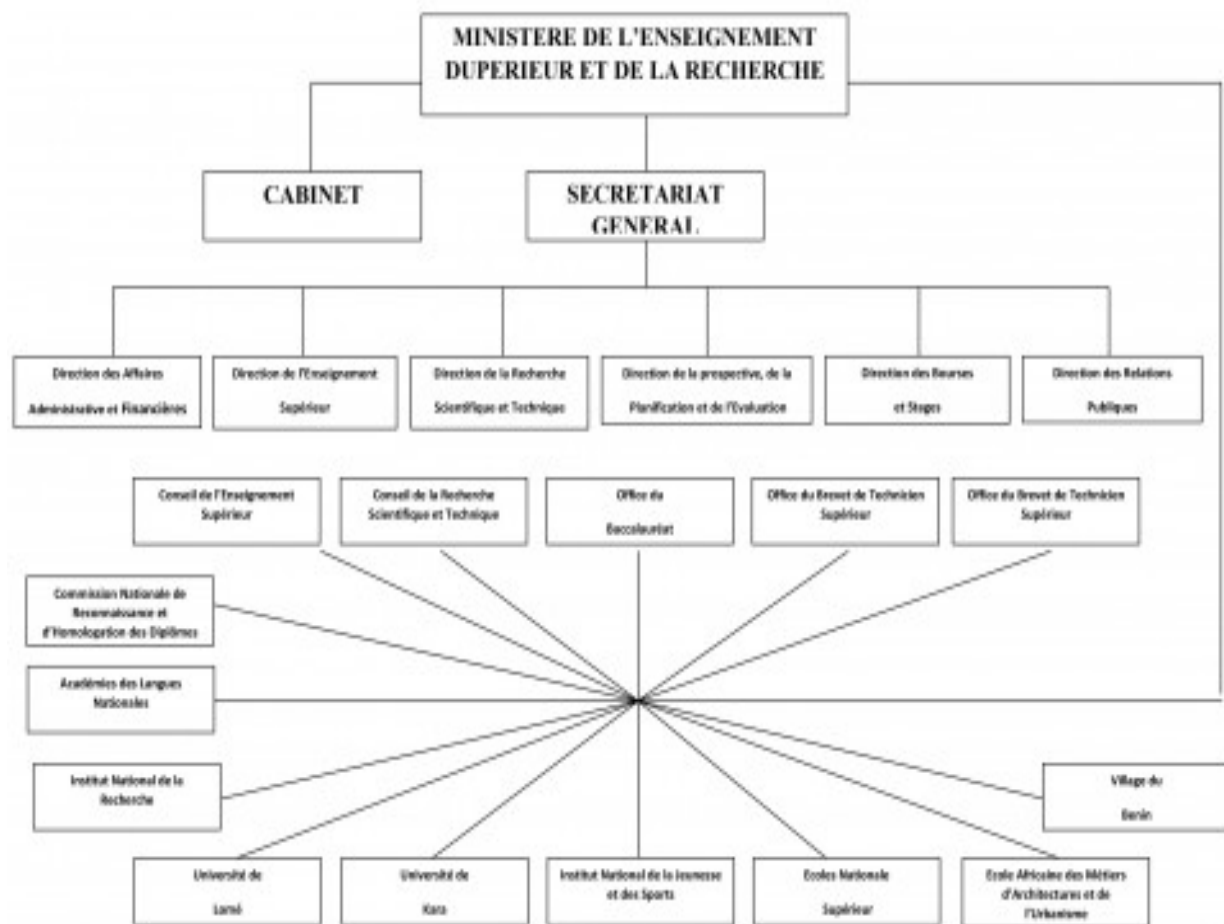 MINISTERE DE L'ENSEIGNEMENT
DUPERIEUR ET DE LA RECHERCHE
CABINET
SECRETARIAT
GENERAL
Direction des Affaires
Administrative et Financières
Direction de l'Enseignement
Supérieur
Direction de la Recherche
Scientifique et Technique
Direction de la prospective, de la
Planification et de l'Evaluation
Direction des Bourses
et Stages
Direction des Relations
Publiques
Conseil de l'Enseignement
Supérieur
Conseil de la Recherche
Scientifique et Technique
Office du
Baccalauréat
Office du Brevet de Technicien
Supérieur
Office du Brevet de Technicien
Supérieur
Commission Nationale de
Reconnaissance et
d'Homologation des Diplômes
Académies des Langues
Nationales
Institut National de la
Recherche
Village du
Benin
Université de
Lomé
Université de
Kara
Institut National de la Jeunesse
et des Sports
Ecoles Nationale
Supérieur
Ecole Africaine des Métiers
d'Architectures et de
l'Urbanisme